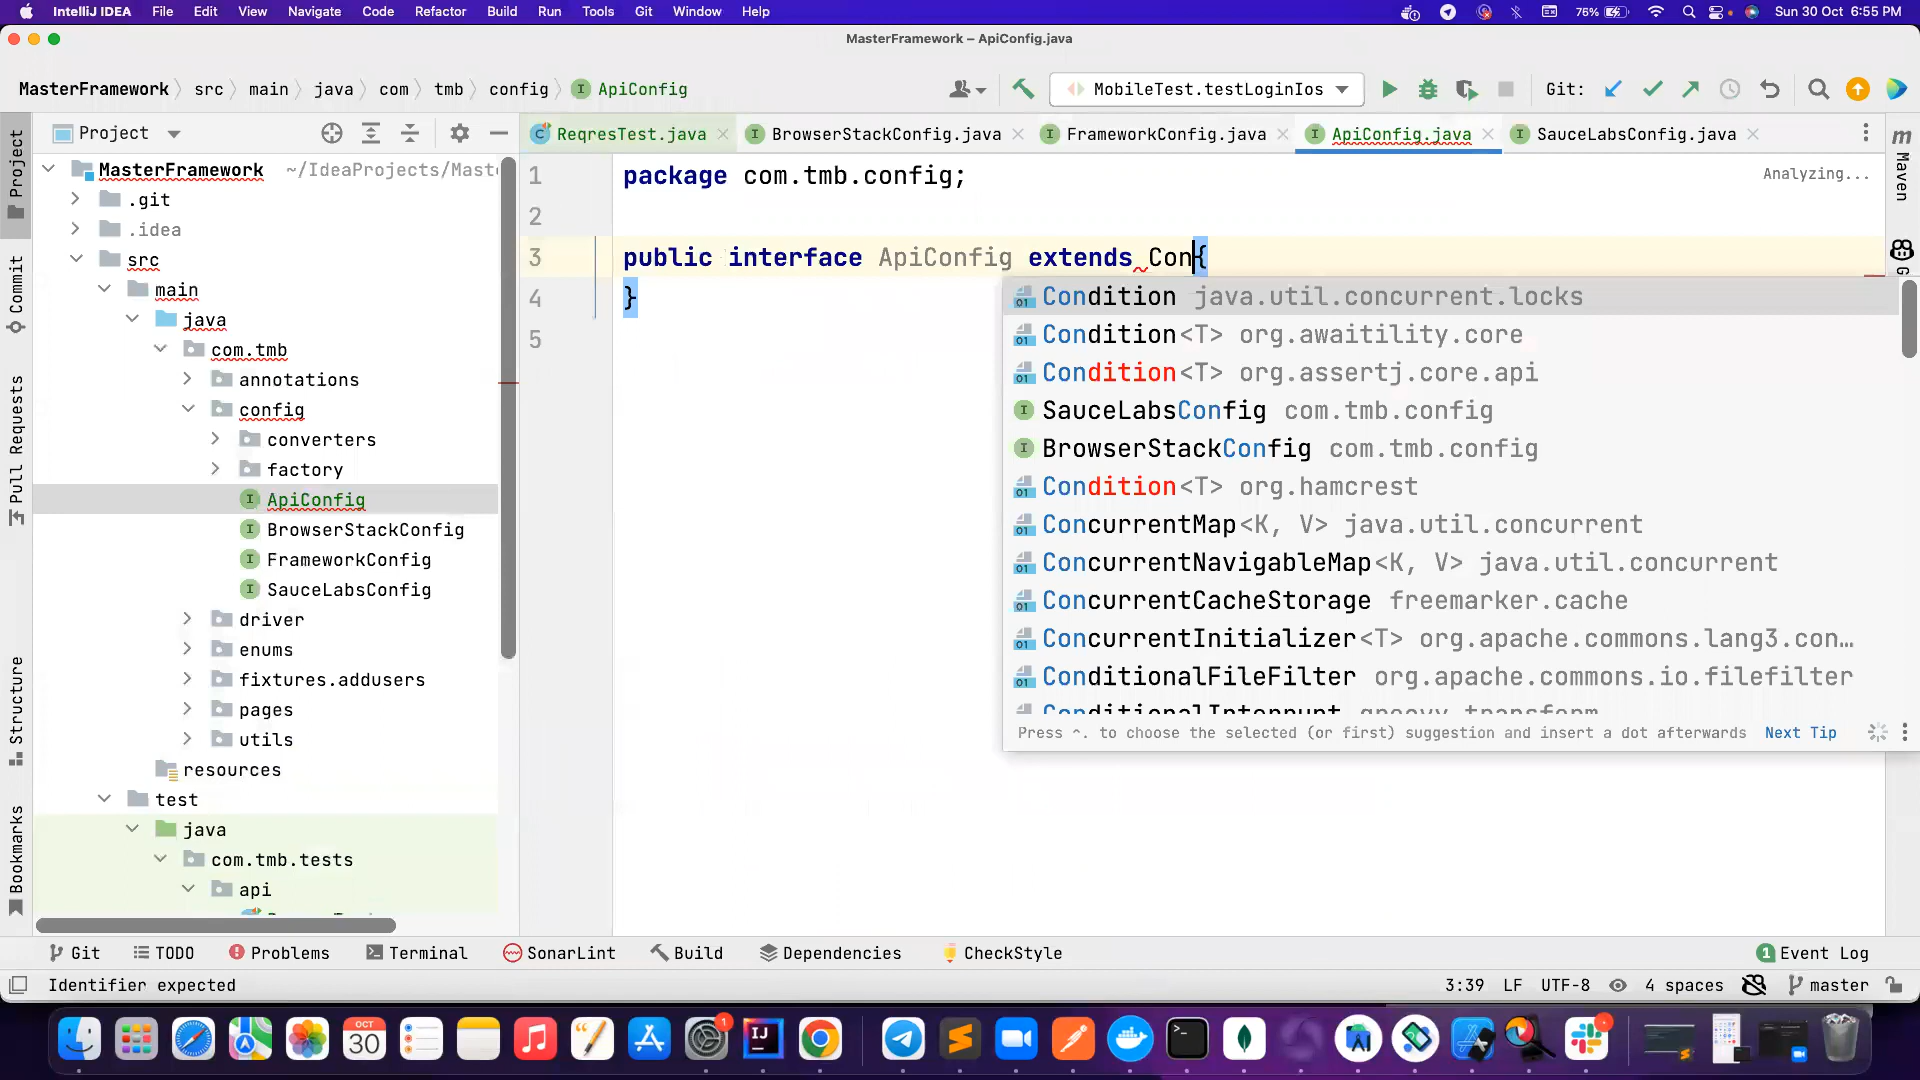 IntelliJ IDEA File Edit View Navigate Code Refactor Build Run Tools Git Window Help 76% Sun 30 Oct 6:55 PM
MasterFramework – ApiConfig.java
MasterFramework src main java com tmb config ApiConfig MobileTest.testLoginIos Git:
Project ReqresTest.java BrowserStackConfig.java FrameworkConfig.java ApiConfig.java SauceLabsConfig.java
MasterFramework ~/IdeaProjects/Mast
.git
.idea
src
main
java
com.tmb
annotations
config
converters
factory
ApiConfig
BrowserStackConfig
FrameworkConfig
SauceLabsConfig
driver
enums
fixtures.addusers
pages
utils
resources
test
java
com.tmb.tests
api
1 package com.tmb.config;
2
3 public interface ApiConfig extends Con{
4 }
5
Analyzing...
Condition java.util.concurrent.locks
Condition<T> org.awaitility.core
Condition<T> org.assertj.core.api
SauceLabsConfig com.tmb.config
BrowserStackConfig com.tmb.config
Condition<T> org.hamcrest
ConcurrentMap<K, V> java.util.concurrent
ConcurrentNavigableMap<K, V> java.util.concurrent
ConcurrentCacheStorage freemarker.cache
ConcurrentInitializer<T> org.apache.commons.lang3.con…
ConditionalFileFilter org.apache.commons.io.filefilter
ConditionalInterrupt groovy.transform
Press ^. to choose the selected (or first) suggestion and insert a dot afterwards Next Tip
Project
Commit
Pull Requests
Structure
Bookmarks
m
Maven
Git TODO Problems Terminal SonarLint Build Dependencies CheckStyle 1 Event Log
Identifier expected 3:39 LF UTF-8 4 spaces master
OCT
30
1
IJ